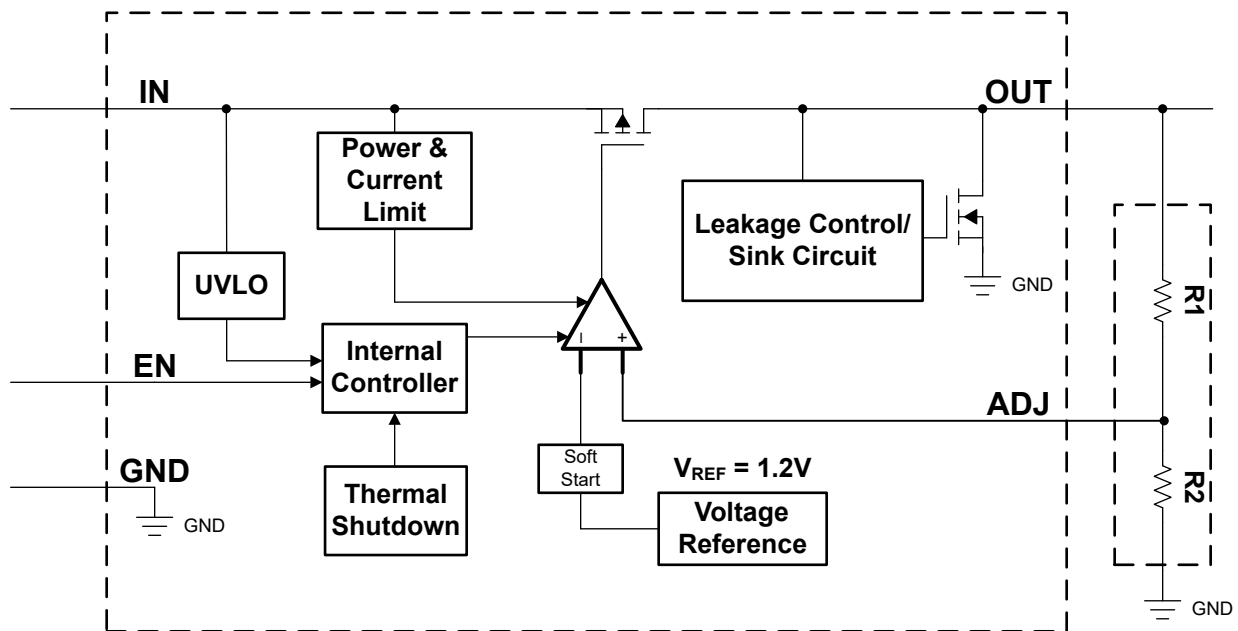 IN
OUT
Power &
Current
Limit
Leakage Control/
Sink Circuit
GND
R1
UVLO
Internal
Controller
EN
- +
ADJ
GND
GND
Thermal
Shutdown
Soft
Start
VREF = 1.2V
Voltage
Reference
R2
GND